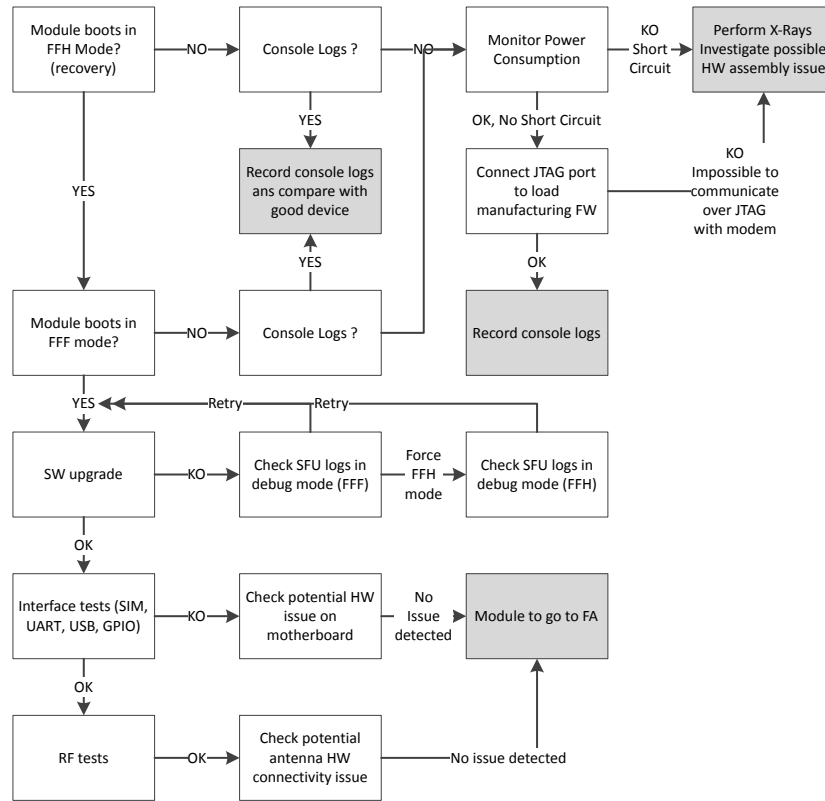 Module boots in
FFH Mode?
(recovery)
NO
Console Logs ?
NO
Monitor Power
Consumption
KO
Short
Circuit
Perform X-Rays
Investigate possible
HW assembly issue
YES
OK, No Short Circuit
YES
Record console logs
ans compare with
good device
Connect JTAG port
to load
manufacturing FW
KO
Impossible to
communicate
over JTAG
with modem
YES
OK
Module boots in
FFF mode?
NO
Console Logs ?
Record console logs
YES
Retry
Retry
SW upgrade
KO
Check SFU logs in
debug mode (FFF)
Force
FFH
mode
Check SFU logs in
debug mode (FFH)
OK
Interface tests (SIM,
UART, USB, GPIO)
KO
Check potential HW
issue on
motherboard
No
Issue
detected
Module to go to FA
OK
RF tests
OK
Check potential
antenna HW
connectivity issue
No issue detected